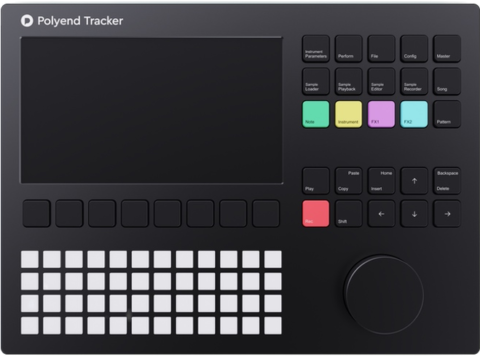 Polyend Tracker
Instrument
Parameters
Perform
File
Config
Master
Sample
Loader
Sample
Playback
Sample
Editor
Sample
Recorder
Song
Note
Instrument
FX1
FX2
Pattern
Play
Paste
Copy
Home
Insert
↑
Backspace
Delete
Rec
Shift
←
↓
→